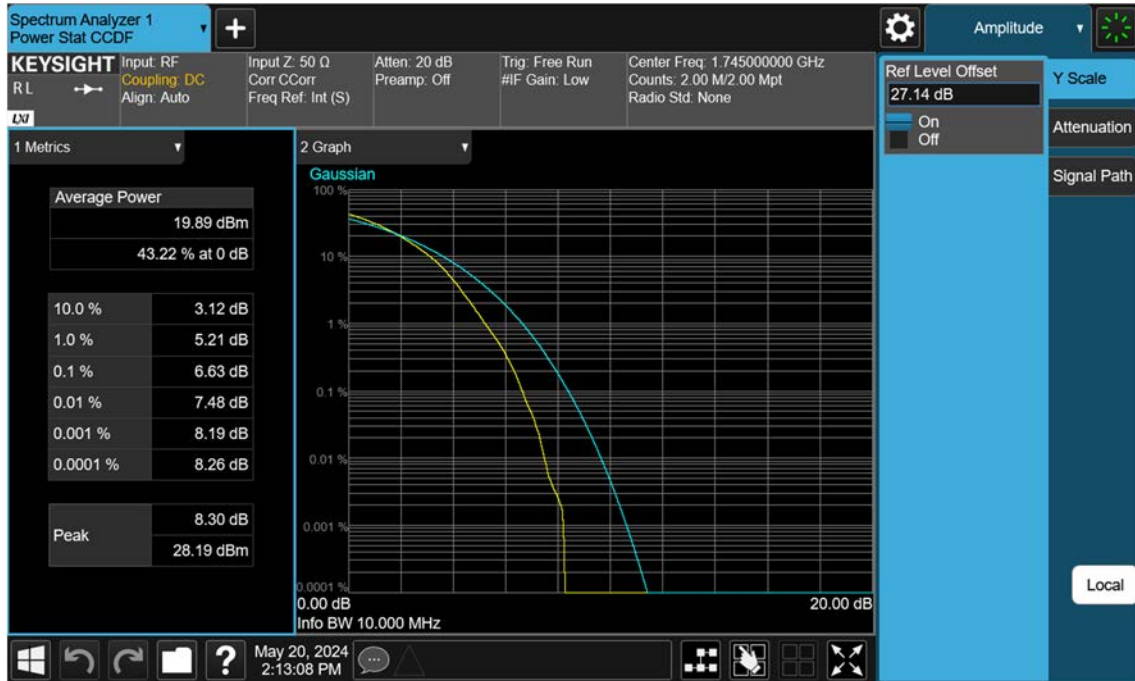 Spectrum Analyzer 1
Power Stat CCDF
+
Amplitude
KEYSIGHT
R L
LXI
Input: RF
Coupling: DC
Align: Auto
Input Z: 50 Ω
Corr CCorr
Freq Ref: Int (S)
Atten: 20 dB
Preamp: Off
Trig: Free Run
#IF Gain: Low
Center Freq: 1.745000000 GHz
Counts: 2.00 M/2.00 Mpt
Radio Std: None
Ref Level Offset
27.14 dB
On
Off
Y Scale
Attenuation
Signal Path
1 Metrics
Average Power
19.89 dBm
43.22 % at 0 dB
10.0 % 3.12 dB
1.0 % 5.21 dB
0.1 % 6.63 dB
0.01 % 7.48 dB
0.001 % 8.19 dB
0.0001 % 8.26 dB
Peak
8.30 dB
28.19 dBm
2 Graph
Gaussian
100 %
10 %
1 %
0.1 %
0.01 %
0.001 %
0.0001 %
0.00 dB 20.00 dB
Info BW 10.000 MHz
Local
?
May 20, 2024
2:13:08 PM